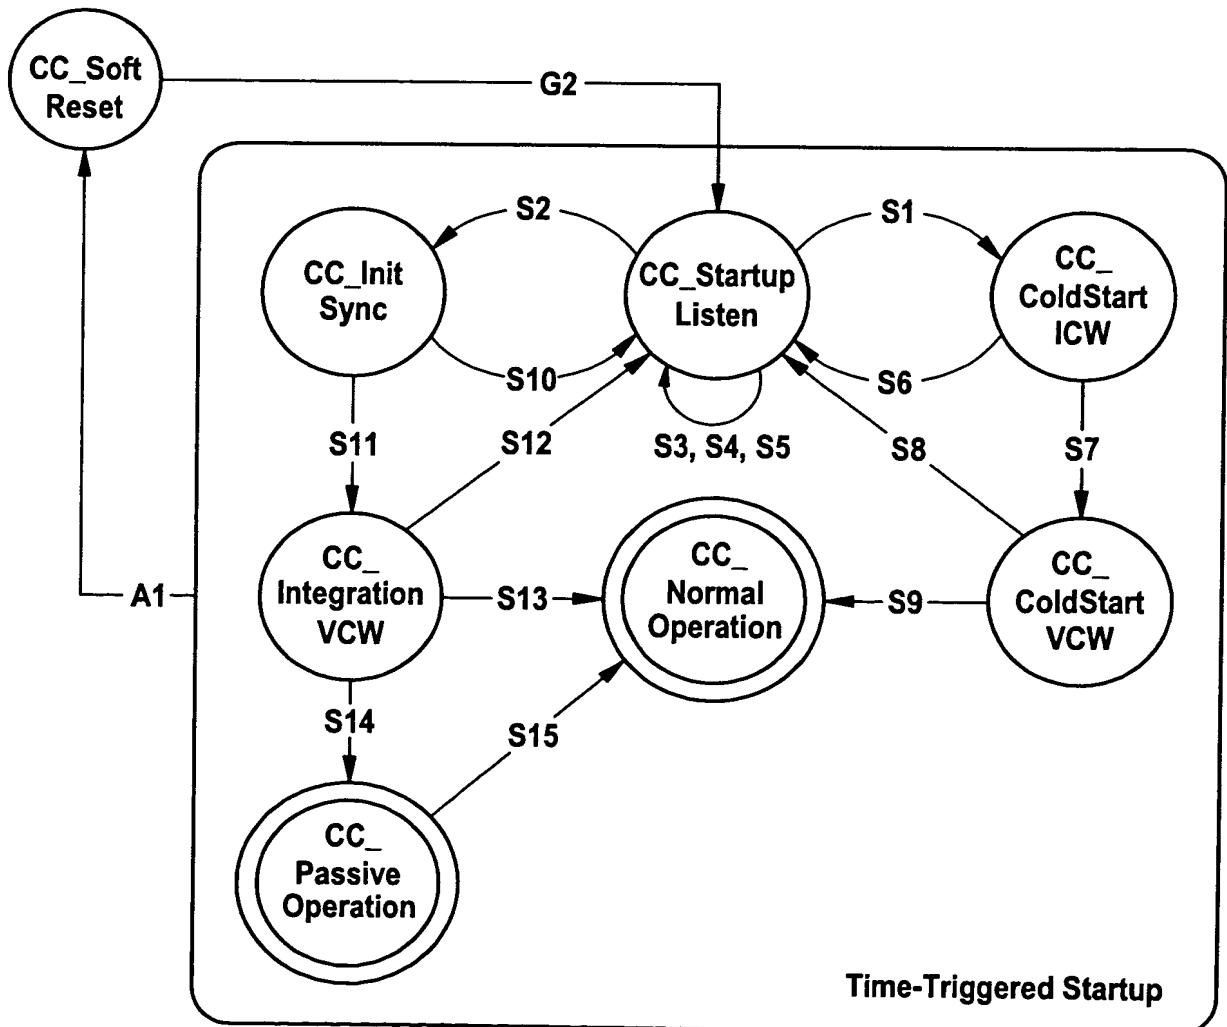 CC_Soft
Reset
G2
S2
S1
CC_Init
Sync
CC_Startup
Listen
CC_
ColdStart
ICW
S10
S6
S11
S12
S3, S4, S5
S8
S7
CC_
Integration
VCW
CC_
Normal
Operation
CC_
ColdStart
VCW
A1
S13
S9
S14
S15
CC_
Passive
Operation
Time-Triggered Startup